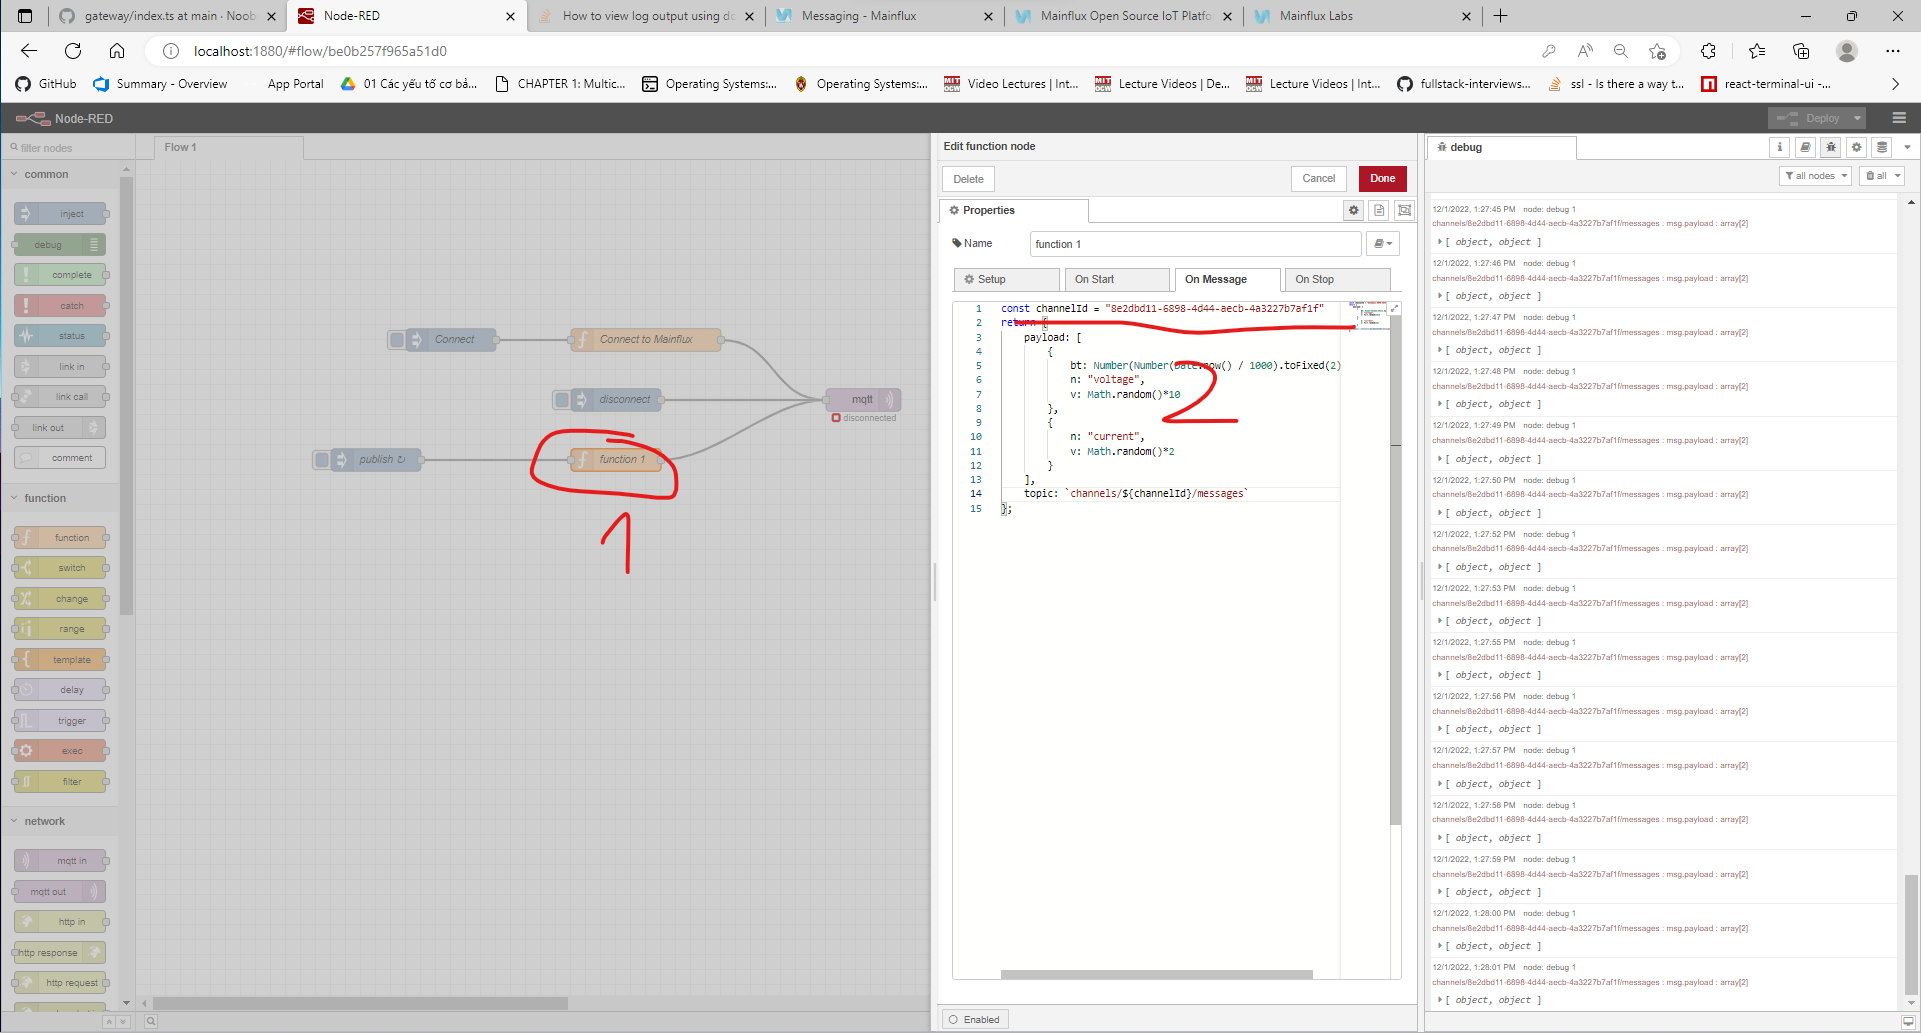 gateway/index.ts at main · Noob
Node-RED
How to view log output using do
Messaging - Mainflux
Mainflux Open Source IoT Platfo
Mainflux Labs
localhost:1880/#flow/be0b257f965a51d0
GitHub
Summary - Overview
App Portal
01 Các yếu tố cơ bả...
CHAPTER 1: Multic...
Operating Systems:...
Operating Systems:...
Video Lectures | Int...
Lecture Videos | De...
Lecture Videos | Int...
fullstack-interviews...
ssl - Is there a way t...
react-terminal-ui -...
Node-RED
Deploy
filter nodes
common
inject
debug
complete
catch
status
link in
link call
link out
comment
function
function
switch
change
range
template
delay
trigger
exec
filter
network
mqtt in
mqtt out
http in
http response
http request
Flow 1
Connect
Connect to Mainflux
disconnect
mqtt
disconnected
publish ↻
function 1
1
Edit function node
Delete
Cancel
Done
Properties
Name
function 1
Setup
On Start
On Message
On Stop
1 const channelId = "8e2dbd11-6898-4d44-aecb-4a3227b7af1f"
2 return {
3 payload: [
4 {
5 bt: Number(Number(Date.now() / 1000).toFixed(2)
6 n: "voltage",
7 v: Math.random()*10
8 },
9 {
10 n: "current",
11 v: Math.random()*2
12 }
13 ],
14 topic: `channels/${channelId}/messages`
15 };
2
Enabled
debug
all nodes
all
12/1/2022, 1:27:45 PM node: debug 1
channels/8e2dbd11-6898-4d44-aecb-4a3227b7af1f/messages : msg.payload : array[2]
[ object, object ]
12/1/2022, 1:27:46 PM node: debug 1
channels/8e2dbd11-6898-4d44-aecb-4a3227b7af1f/messages : msg.payload : array[2]
[ object, object ]
12/1/2022, 1:27:47 PM node: debug 1
channels/8e2dbd11-6898-4d44-aecb-4a3227b7af1f/messages : msg.payload : array[2]
[ object, object ]
12/1/2022, 1:27:48 PM node: debug 1
channels/8e2dbd11-6898-4d44-aecb-4a3227b7af1f/messages : msg.payload : array[2]
[ object, object ]
12/1/2022, 1:27:49 PM node: debug 1
channels/8e2dbd11-6898-4d44-aecb-4a3227b7af1f/messages : msg.payload : array[2]
[ object, object ]
12/1/2022, 1:27:50 PM node: debug 1
channels/8e2dbd11-6898-4d44-aecb-4a3227b7af1f/messages : msg.payload : array[2]
[ object, object ]
12/1/2022, 1:27:52 PM node: debug 1
channels/8e2dbd11-6898-4d44-aecb-4a3227b7af1f/messages : msg.payload : array[2]
[ object, object ]
12/1/2022, 1:27:53 PM node: debug 1
channels/8e2dbd11-6898-4d44-aecb-4a3227b7af1f/messages : msg.payload : array[2]
[ object, object ]
12/1/2022, 1:27:55 PM node: debug 1
channels/8e2dbd11-6898-4d44-aecb-4a3227b7af1f/messages : msg.payload : array[2]
[ object, object ]
12/1/2022, 1:27:56 PM node: debug 1
channels/8e2dbd11-6898-4d44-aecb-4a3227b7af1f/messages : msg.payload : array[2]
[ object, object ]
12/1/2022, 1:27:57 PM node: debug 1
channels/8e2dbd11-6898-4d44-aecb-4a3227b7af1f/messages : msg.payload : array[2]
[ object, object ]
12/1/2022, 1:27:58 PM node: debug 1
channels/8e2dbd11-6898-4d44-aecb-4a3227b7af1f/messages : msg.payload : array[2]
[ object, object ]
12/1/2022, 1:27:59 PM node: debug 1
channels/8e2dbd11-6898-4d44-aecb-4a3227b7af1f/messages : msg.payload : array[2]
[ object, object ]
12/1/2022, 1:28:00 PM node: debug 1
channels/8e2dbd11-6898-4d44-aecb-4a3227b7af1f/messages : msg.payload : array[2]
[ object, object ]
12/1/2022, 1:28:01 PM node: debug 1
channels/8e2dbd11-6898-4d44-aecb-4a3227b7af1f/messages : msg.payload : array[2]
[ object, object ]